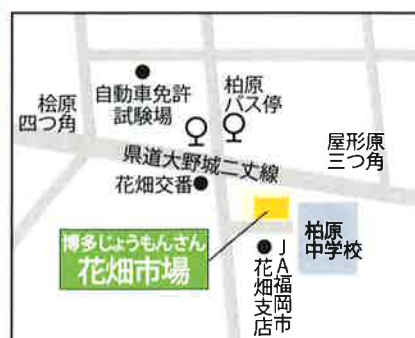 自動車免許
試験場
柏原
バス停
桧原
四つ角
屋形原
三つ角
県道大野城二丈線
花畑交番
博多じょうもんさん
花畑市場
柏原
中学校
JA福岡市
花畑支店